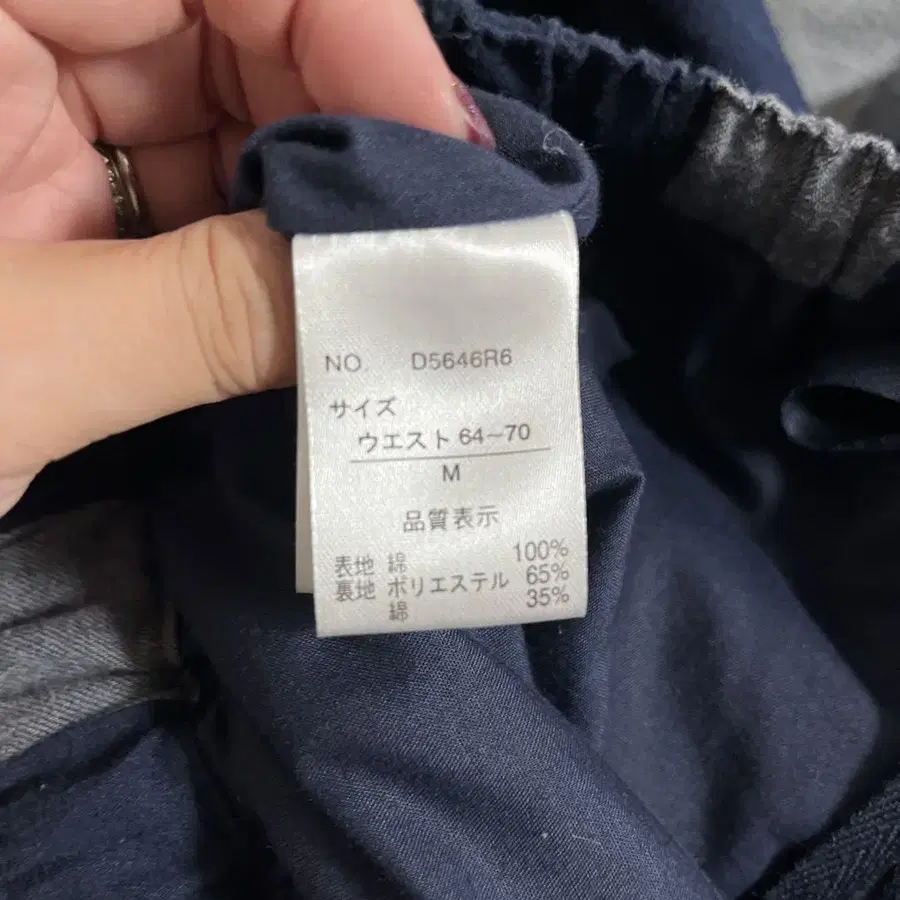 NO. D5646R6
サイズ
ウエスト 64~70
M
品質表示
表地 綿 100%
裏地 ポリエステル 65%
綿 35%